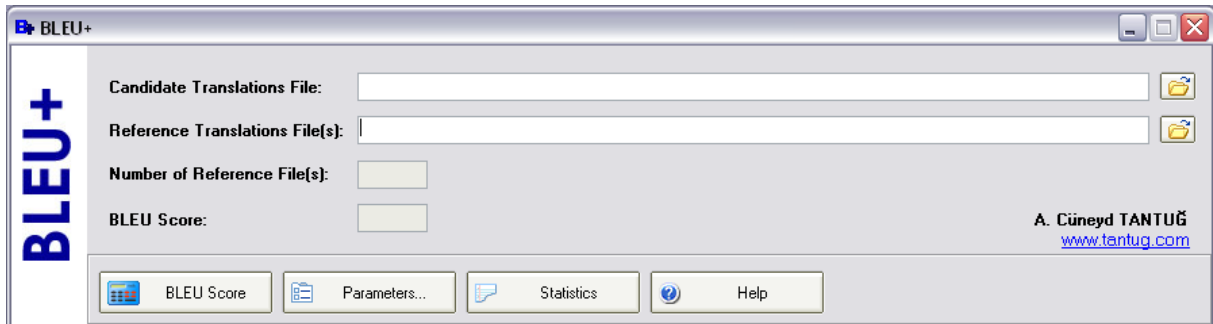 BLEU+
BLEU+
Candidate Translations File:
Reference Translations File(s):
Number of Reference File(s):
BLEU Score:
A. Cüneyd TANTUĞ
www.tantug.com
BLEU Score
Parameters...
Statistics
Help